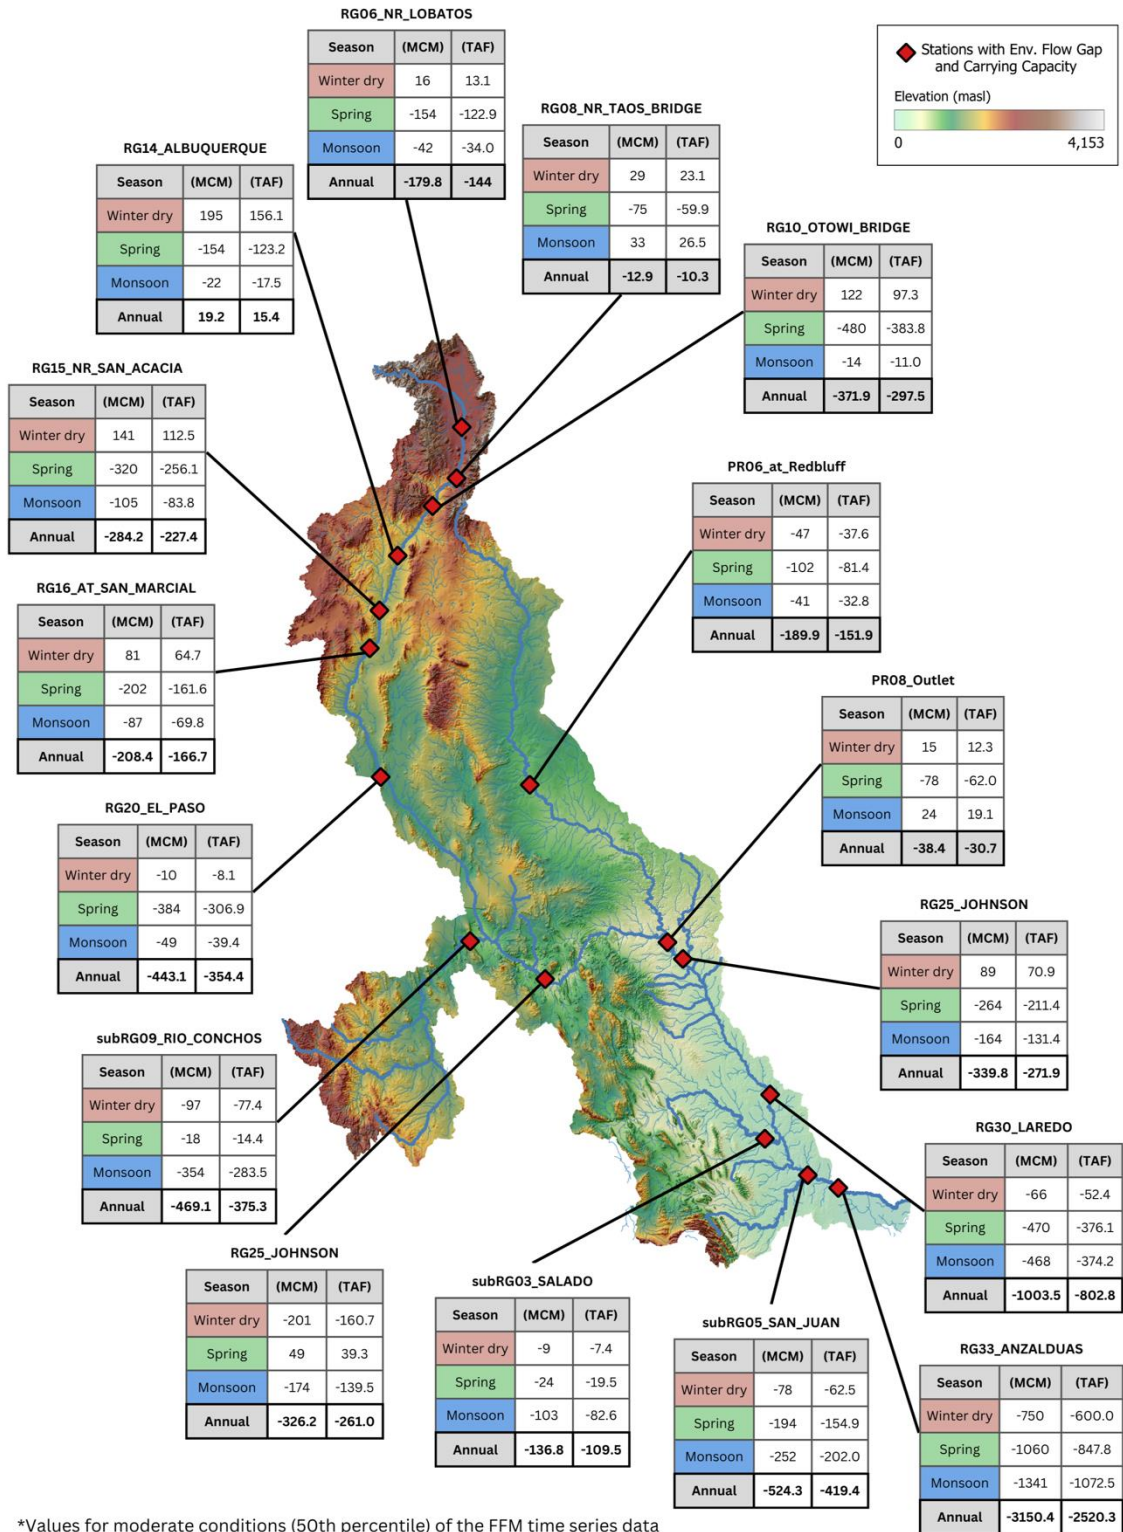 RG06_NR_LOBATOS
Season (MCM) (TAF)
Winter dry 16 13.1
Spring -154 -122.9
Monsoon -42 -34.0
Annual -179.8 -144
Stations with Env. Flow Gap
and Carrying Capacity
Elevation (masl)
0 4,153
RG08_NR_TAOS_BRIDGE
Season (MCM) (TAF)
Winter dry 29 23.1
Spring -75 -59.9
Monsoon 33 26.5
Annual -12.9 -10.3
RG14_ALBUQUERQUE
Season (MCM) (TAF)
Winter dry 195 156.1
Spring -154 -123.2
Monsoon -22 -17.5
Annual 19.2 15.4
RG10_OTOWI_BRIDGE
Season (MCM) (TAF)
Winter dry 122 97.3
Spring -480 -383.8
Monsoon -14 -11.0
Annual -371.9 -297.5
RG15_NR_SAN_ACACIA
Season (MCM) (TAF)
Winter dry 141 112.5
Spring -320 -256.1
Monsoon -105 -83.8
Annual -284.2 -227.4
PR06_at_Redbluff
Season (MCM) (TAF)
Winter dry -47 -37.6
Spring -102 -81.4
Monsoon -41 -32.8
Annual -189.9 -151.9
RG16_AT_SAN_MARCIAL
Season (MCM) (TAF)
Winter dry 81 64.7
Spring -202 -161.6
Monsoon -87 -69.8
Annual -208.4 -166.7
PR08_Outlet
Season (MCM) (TAF)
Winter dry 15 12.3
Spring -78 -62.0
Monsoon 24 19.1
Annual -38.4 -30.7
RG20_EL_PASO
Season (MCM) (TAF)
Winter dry -10 -8.1
Spring -384 -306.9
Monsoon -49 -39.4
Annual -443.1 -354.4
RG25_JOHNSON
Season (MCM) (TAF)
Winter dry 89 70.9
Spring -264 -211.4
Monsoon -164 -131.4
Annual -339.8 -271.9
subRG09_RIO_CONCHOS
Season (MCM) (TAF)
Winter dry -97 -77.4
Spring -18 -14.4
Monsoon -354 -283.5
Annual -469.1 -375.3
RG30_LAREDO
Season (MCM) (TAF)
Winter dry -66 -52.4
Spring -470 -376.1
Monsoon -468 -374.2
Annual -1003.5 -802.8
RG25_JOHNSON
Season (MCM) (TAF)
Winter dry -201 -160.7
Spring 49 39.3
Monsoon -174 -139.5
Annual -326.2 -261.0
subRG03_SALADO
Season (MCM) (TAF)
Winter dry -9 -7.4
Spring -24 -19.5
Monsoon -103 -82.6
Annual -136.8 -109.5
subRG05_SAN_JUAN
Season (MCM) (TAF)
Winter dry -78 -62.5
Spring -194 -154.9
Monsoon -252 -202.0
Annual -524.3 -419.4
RG33_ANZALDUAS
Season (MCM) (TAF)
Winter dry -750 -600.0
Spring -1060 -847.8
Monsoon -1341 -1072.5
Annual -3150.4 -2520.3
*Values for moderate conditions (50th percentile) of the FFM time series data